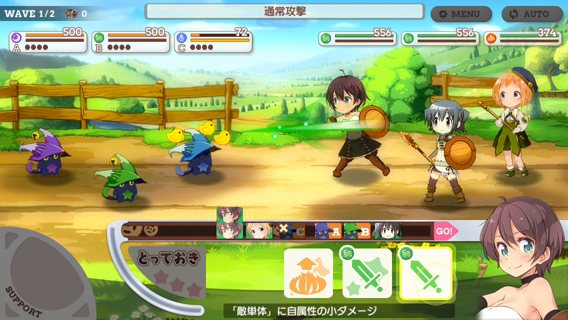 WAVE 1/2 0
通常攻撃
MENU
AUTO
500
A
500
B
72
C
556
556
374
C A B GO!
とっておき
SUPPORT
「敵単体」に自属性の小ダメージ